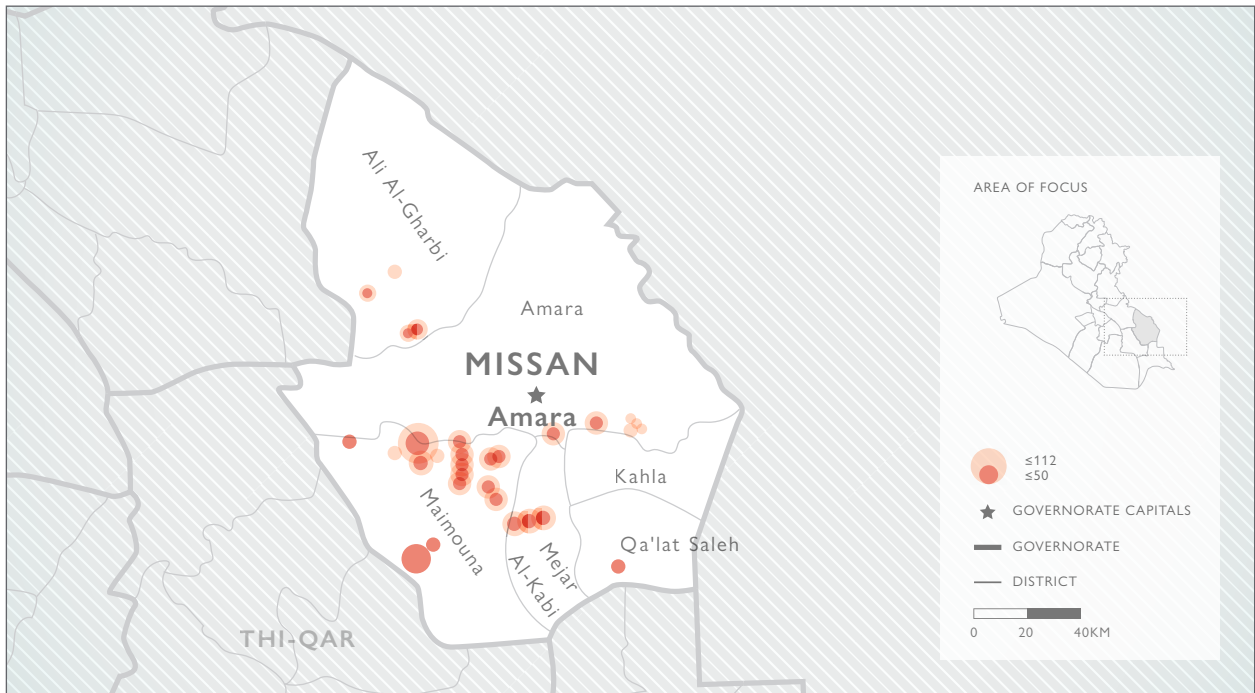 Ali Al-Gharbi
Amara
MISSAN
Amara
Kahla
Maimouna
Qa'lat Saleh
Mejar
Al-Kabi
THI-QAR
AREA OF FOCUS
≤112
≤50
GOVERNORATE CAPITALS
GOVERNORATE
DISTRICT
0 20 40KM